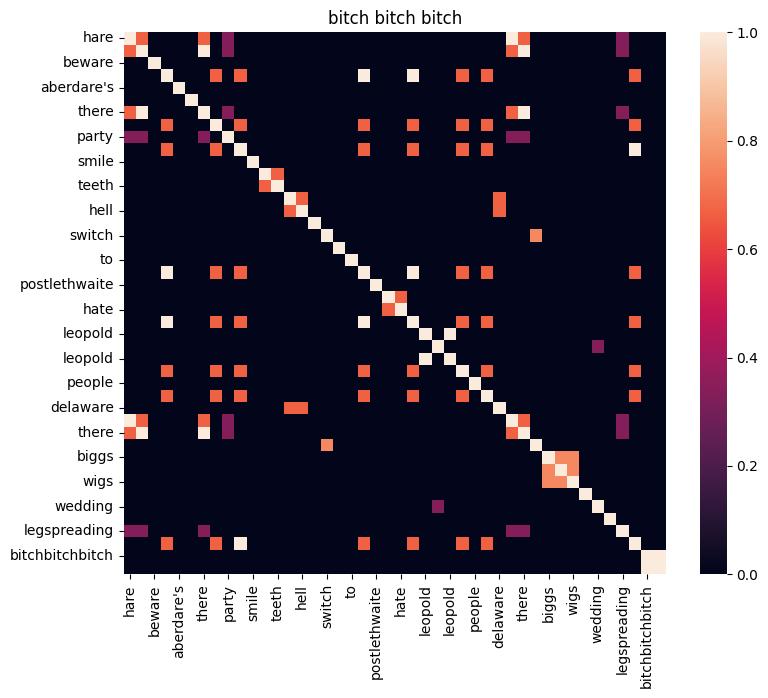 bitch bitch bitch
hare
beware
aberdare's
there
party
smile
teeth
hell
switch
to
postlethwaite
hate
leopold
leopold
people
delaware
there
biggs
wigs
wedding
legspreading
bitchbitchbitch
hare
beware
aberdare's
there
party
smile
teeth
hell
switch
to
postlethwaite
hate
leopold
leopold
people
delaware
there
biggs
wigs
wedding
legspreading
bitchbitchbitch
1.0
0.8
0.6
0.4
0.2
0.0